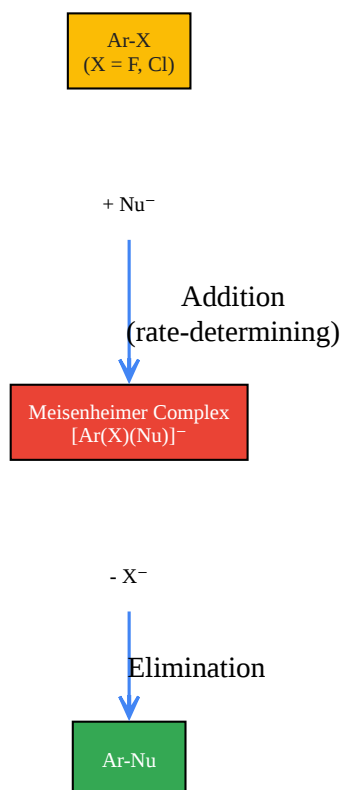 Ar-X
(X = F, Cl)
+ Nu⁻
Addition
(rate-determining)
Meisenheimer Complex
[Ar(X)(Nu)]⁻
- X⁻
Elimination
Ar-Nu